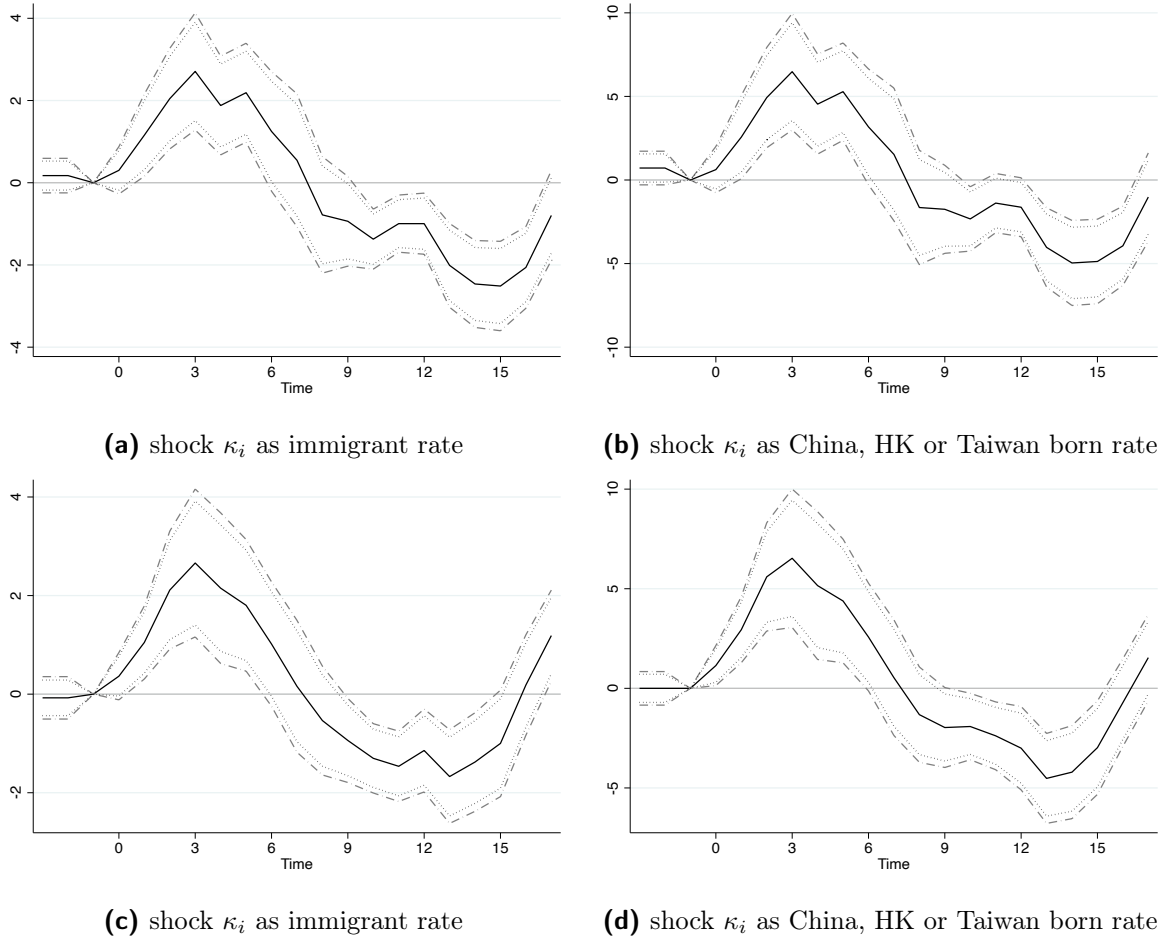 4
2
0
-2
-4
0 3 6 9 12 15
Time
10
5
0
-5
-10
0 3 6 9 12 15
Time
(a) shock κᵢ as immigrant rate
(b) shock κᵢ as China, HK or Taiwan born rate
4
2
0
-2
0 3 6 9 12 15
Time
10
5
0
-5
0 3 6 9 12 15
Time
(c) shock κᵢ as immigrant rate
(d) shock κᵢ as China, HK or Taiwan born rate